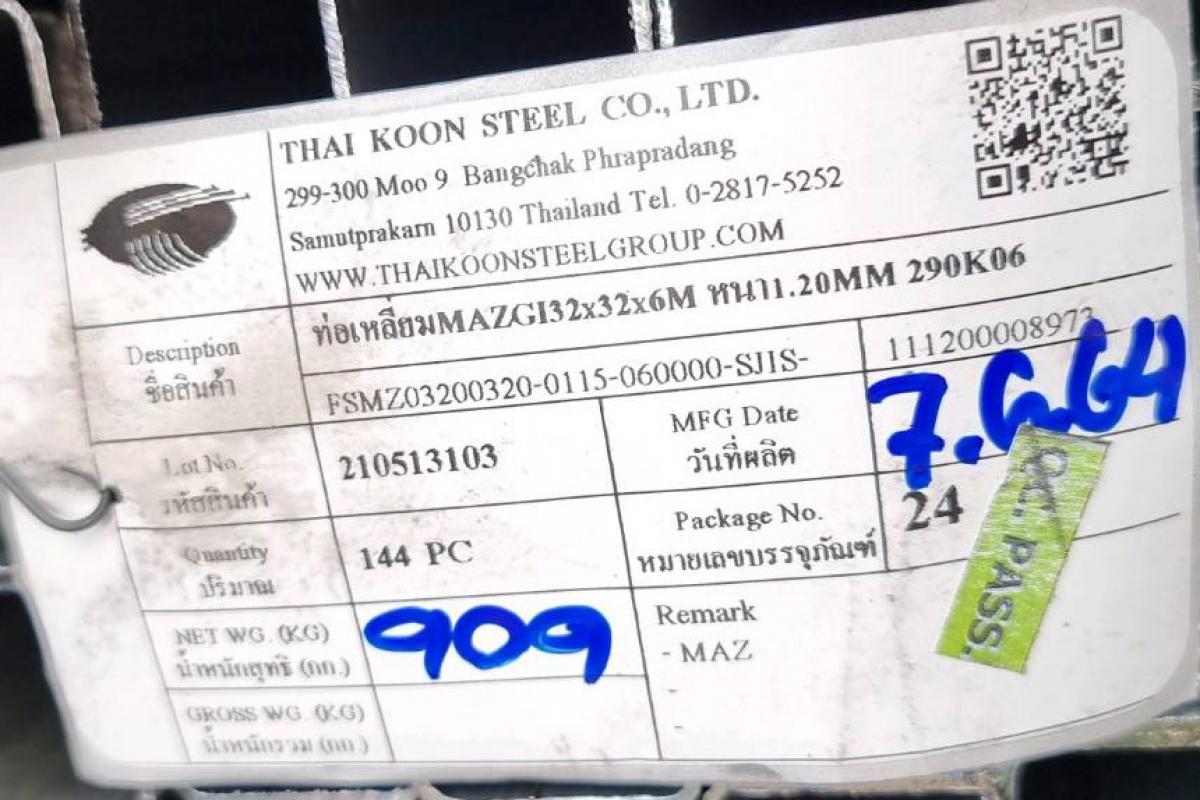 THAI KOON STEEL CO., LTD.
299-300 Moo 9 Bangchak Phrapradang
Samutprakarn 10130 Thailand Tel. 0-2817-5252
WWW.THAIKOONSTEELGROUP.COM
Description
ชื่อสินค้า
ท่อเหลี่ยมMAZGI32x32x6M หนา1.20MM 290K06
FSMZ03200320-0115-060000-SJIS-
111200008973
Lot No.
รหัสสินค้า
210513103
MFG Date
วันที่ผลิต
7.6.64
Quantity
ปริมาณ
144 PC
Package No.
หมายเลขบรรจุภัณฑ์
24
QC. PASS.
NET WG. (KG)
น้ำหนักสุทธิ (กก.)
909
Remark
- MAZ
-
-
GROSS WG. (KG)
น้ำหนักรวม (กก.)